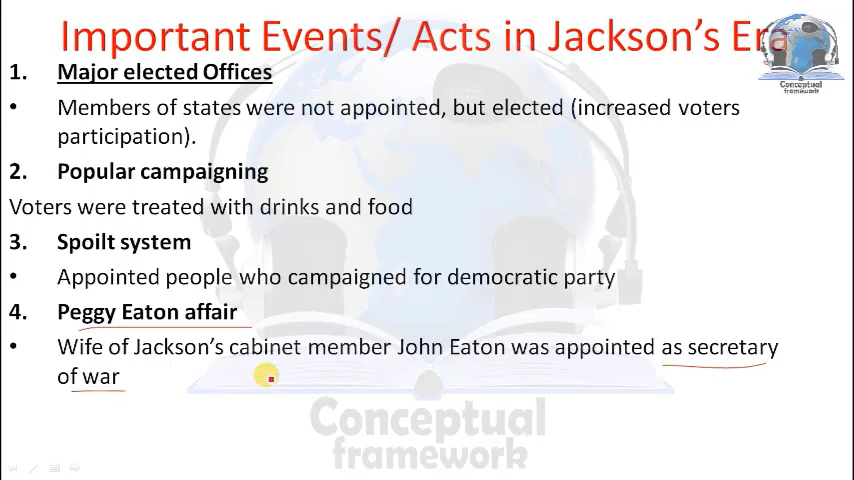 Important Events/ Acts in Jackson's Era
Conceptual
framework
1. Major elected Offices
• Members of states were not appointed, but elected (increased voters
participation).
2. Popular campaigning
Voters were treated with drinks and food
3. Spoilt system
• Appointed people who campaigned for democratic party
4. Peggy Eaton affair
• Wife of Jackson's cabinet member John Eaton was appointed as secretary
of war
Conceptual
framework